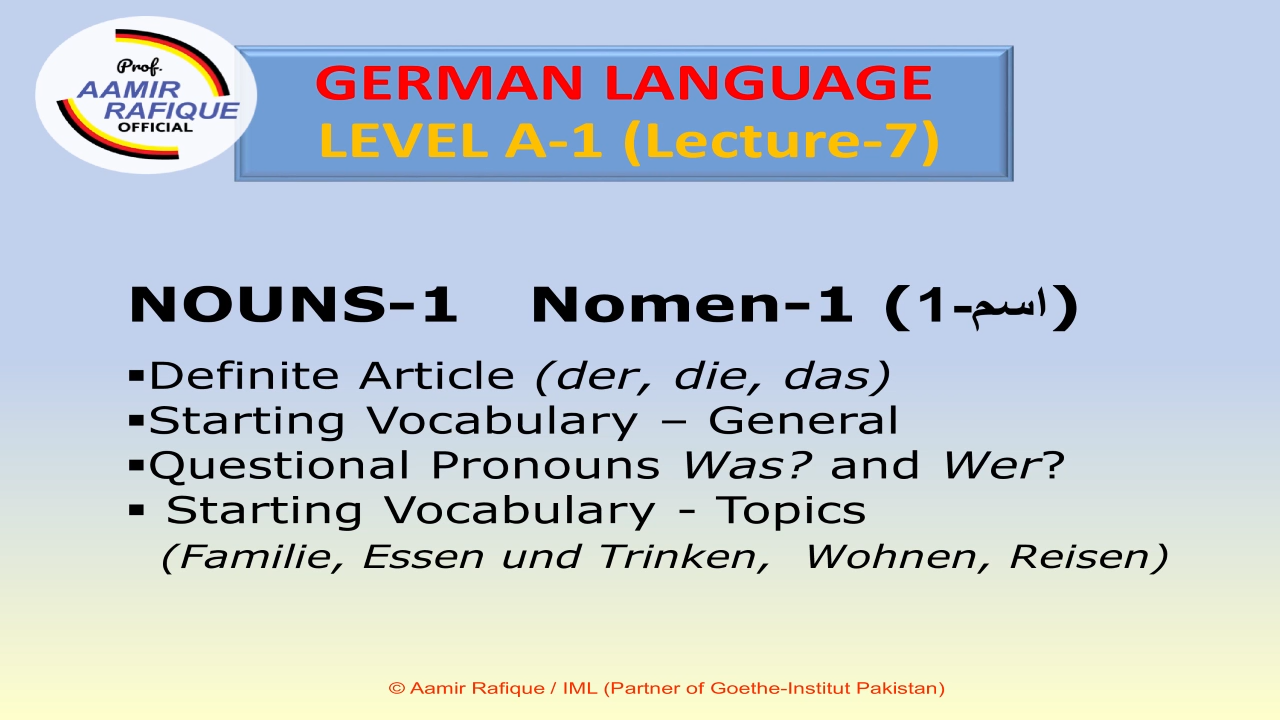 Prof.
AAMIR
RAFIQUE
OFFICIAL
GERMAN LANGUAGE
LEVEL A-1 (Lecture-7)
NOUNS-1 Nomen-1 (اسم-1)
▪Definite Article (der, die, das)
▪Starting Vocabulary – General
▪Questional Pronouns Was? and Wer?
▪ Starting Vocabulary - Topics
(Familie, Essen und Trinken, Wohnen, Reisen)
© Aamir Rafique / IML (Partner of Goethe-Institut Pakistan)